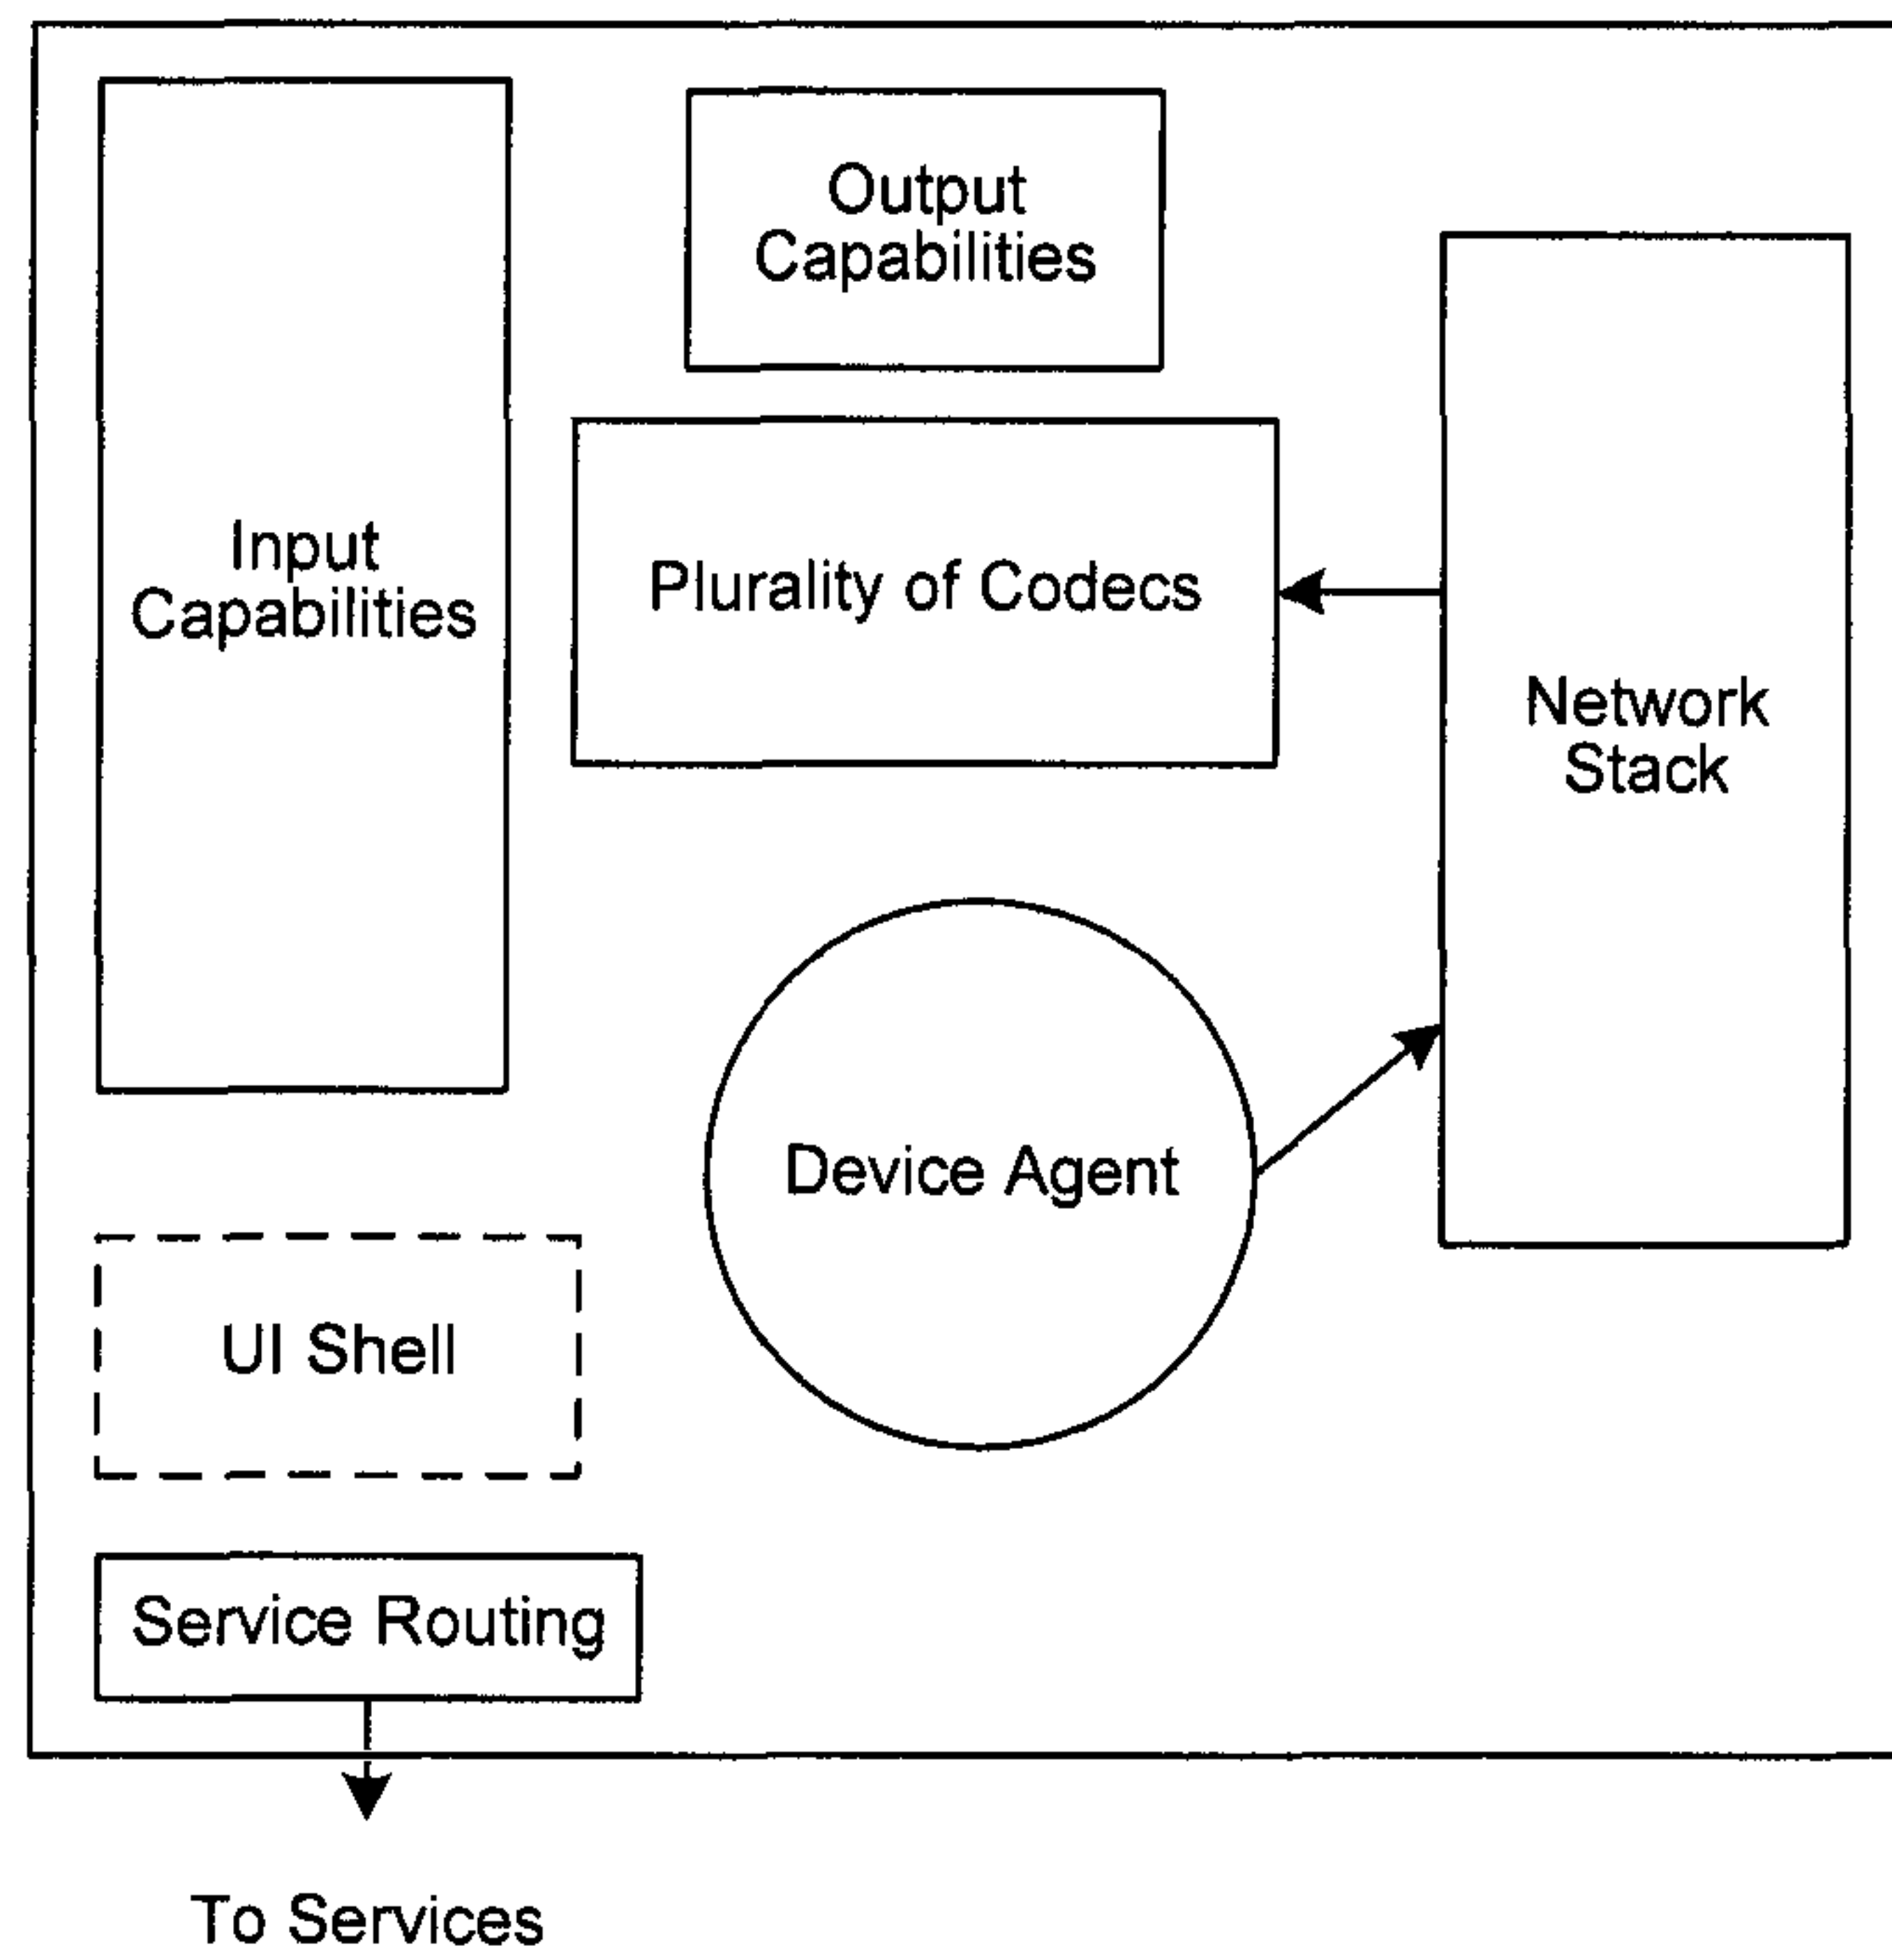 Output
Capabilities
Input
Capabilities
Plurality of Codecs
Network
Stack
Device Agent
UI Shell
Service Routing
To Services